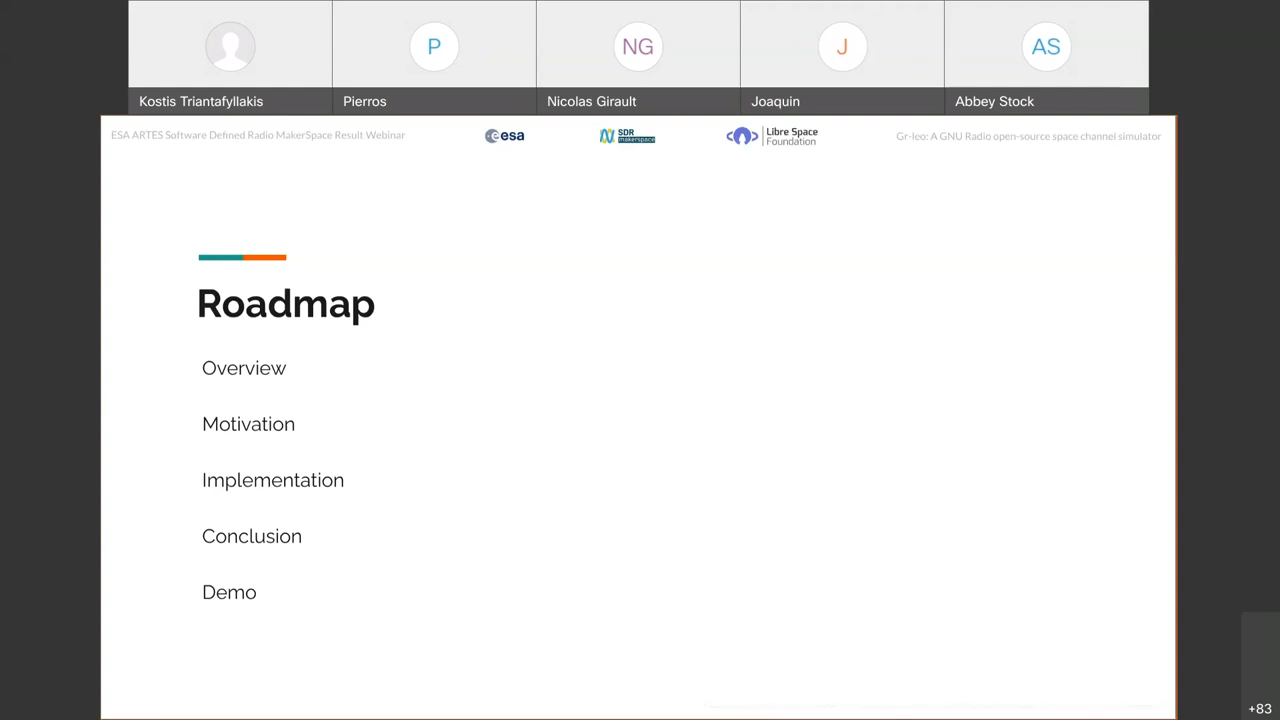 P
NG
J
AS
Kostis Triantafyllakis
Pierros
Nicolas Girault
Joaquin
Abbey Stock
ESA ARTES Software Defined Radio MakerSpace Result Webinar
esa
SDR
makerspace
Libre Space
Foundation
Gr-leo: A GNU Radio open-source space channel simulator
Roadmap
Overview
Motivation
Implementation
Conclusion
Demo
+83